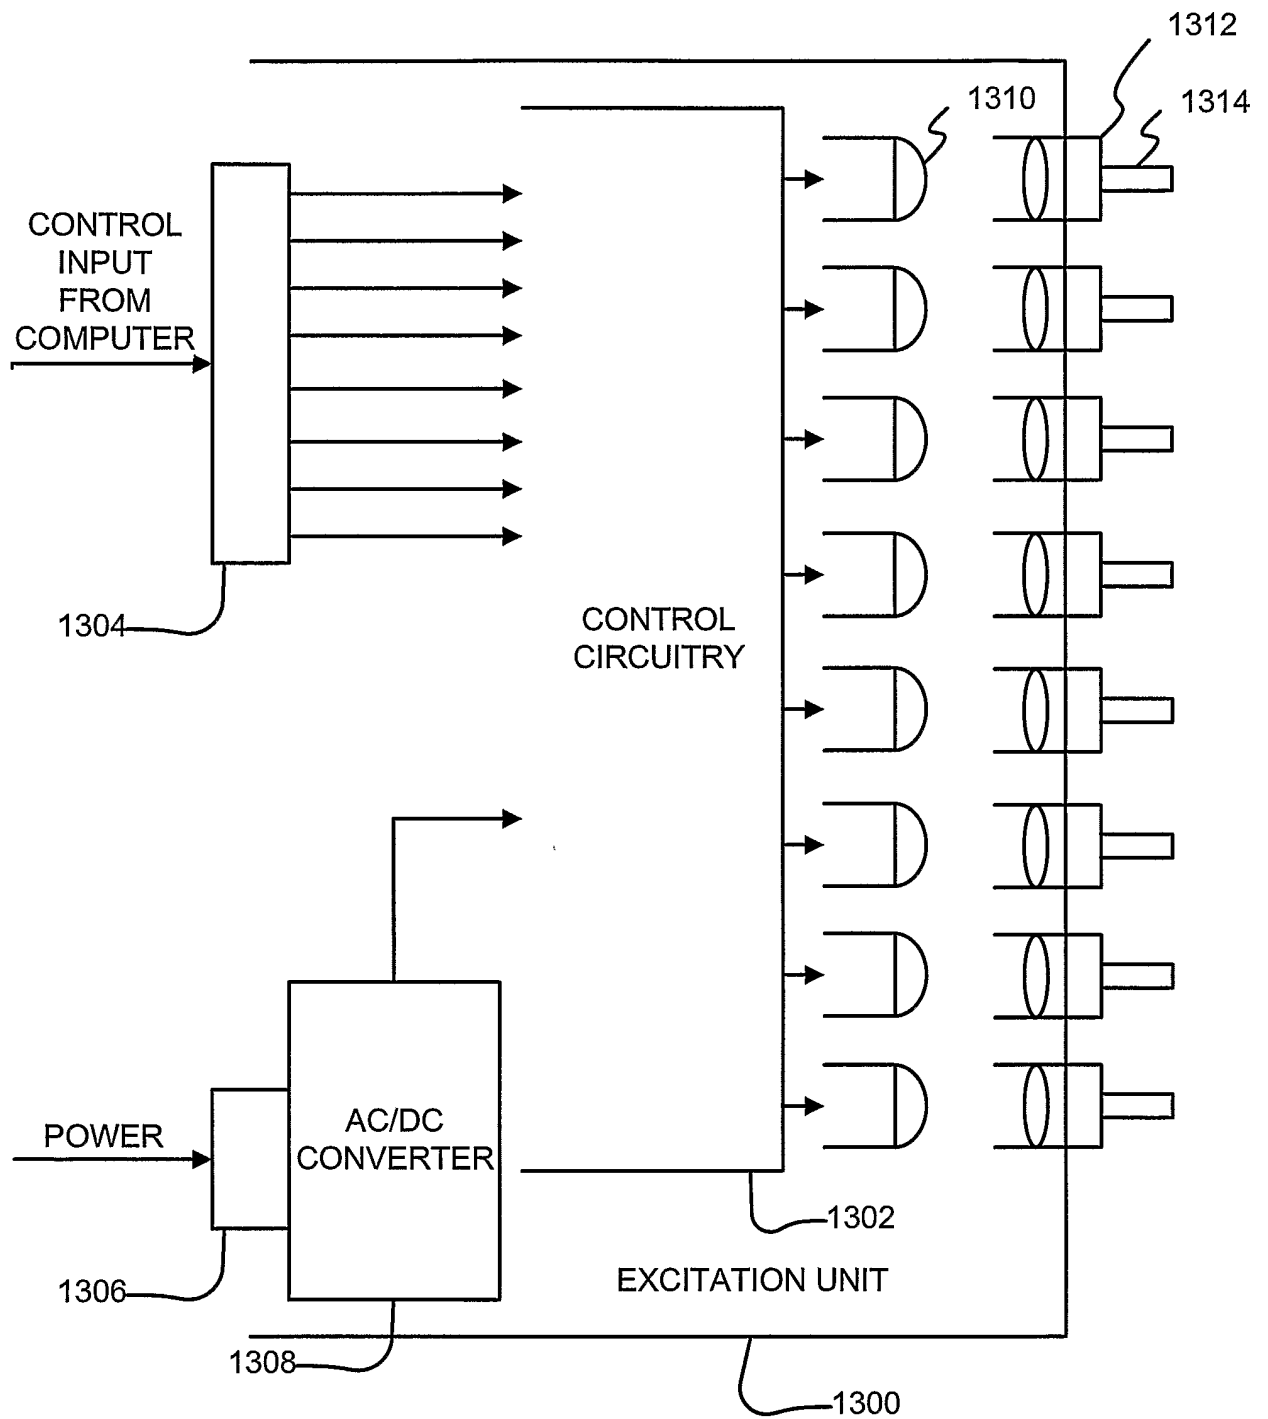 1312
1310
1314
CONTROL
INPUT
FROM
COMPUTER
1304
CONTROL
CIRCUITRY
POWER
AC/DC
CONVERTER
1302
1306
EXCITATION UNIT
1308
1300